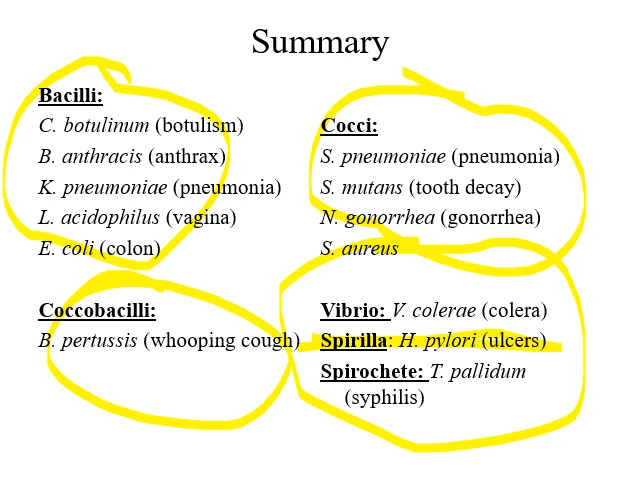 Summary
Bacilli:
C. botulinum (botulism)
B. anthracis (anthrax)
K. pneumoniae (pneumonia)
L. acidophilus (vagina)
E. coli (colon)
Cocci:
S. pneumoniae (pneumonia)
S. mutans (tooth decay)
N. gonorrhea (gonorrhea)
S. aureus
Coccobacilli:
B. pertussis (whooping cough)
Vibrio: V. colerae (colera)
Spirilla: H. pylori (ulcers)
Spirochete: T. pallidum
(syphilis)